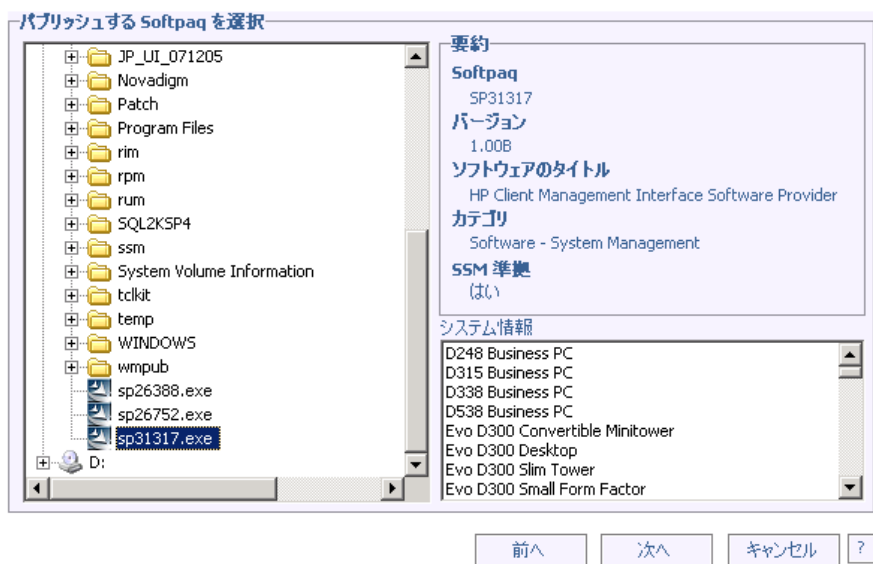 パブリッシュする Softpaq を選択
JP_UI_071205
Novadigm
Patch
Program Files
rim
rpm
rum
SQL2KSP4
ssm
System Volume Information
tclkit
temp
WINDOWS
wmpub
sp26388.exe
sp26752.exe
sp31317.exe
D:
要約
Softpaq
SP31317
バージョン
1.00B
ソフトウェアのタイトル
HP Client Management Interface Software Provider
カテゴリ
Software - System Management
SSM 準拠
はい
システム情報
D248 Business PC
D315 Business PC
D338 Business PC
D538 Business PC
Evo D300 Convertible Minitower
Evo D300 Desktop
Evo D300 Slim Tower
Evo D300 Small Form Factor
前へ
次へ
キャンセル
?